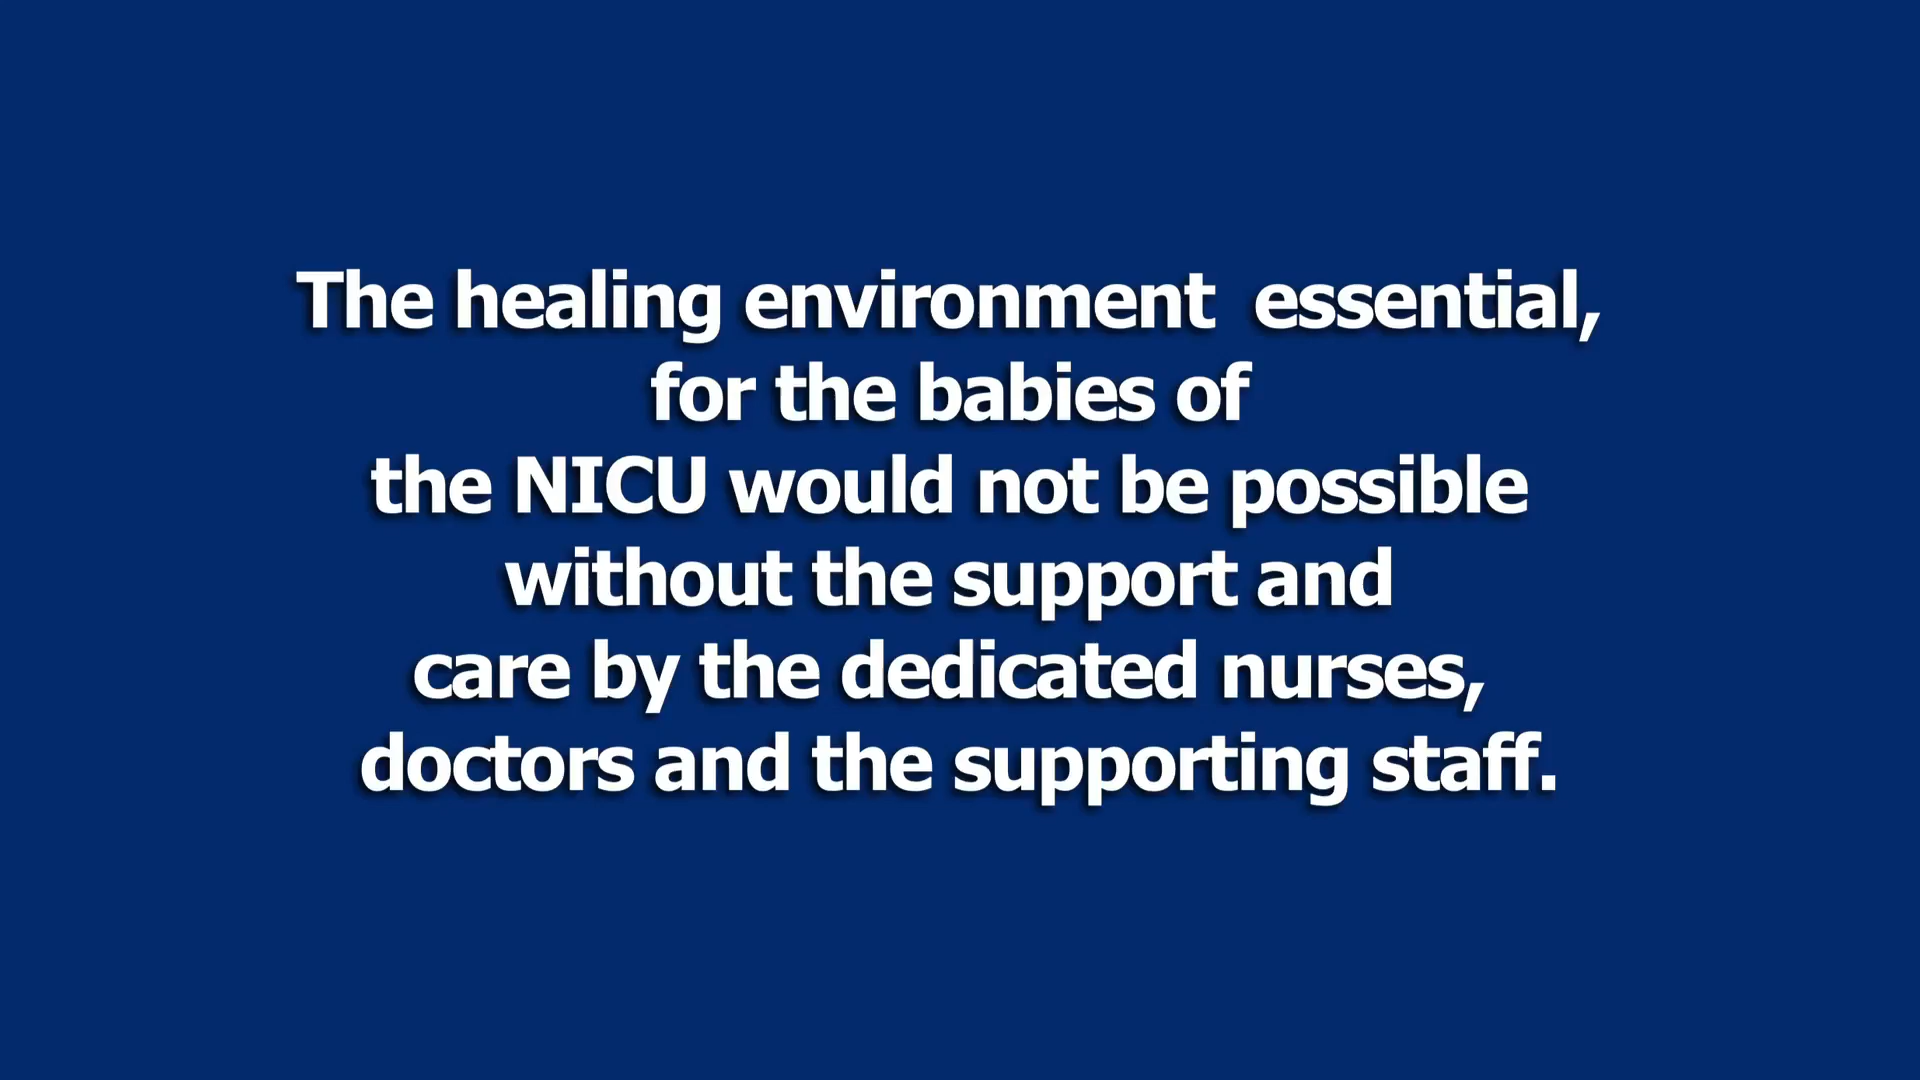 The healing environment  essential,
for the babies of
the NICU would not be possible
without the support and
care by the dedicated nurses,
doctors and the supporting staff.